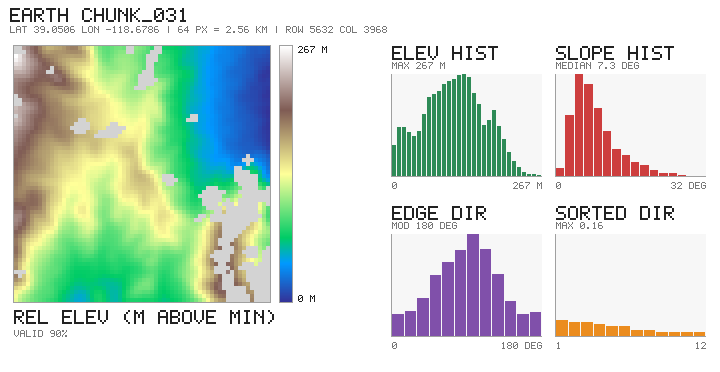 EARTH CHUNK_031
LAT 39.0506 LON -118.6786 | 64 PX = 2.56 KM | ROW 5632 COL 3968
267 M
0 M
REL ELEV (M ABOVE MIN)
VALID 90%
ELEV HIST
MAX 267 M
0 267 M
SLOPE HIST
MEDIAN 7.3 DEG
0 32 DEG
EDGE DIR
MOD 180 DEG
0 180 DEG
SORTED DIR
MAX 0.16
1 12